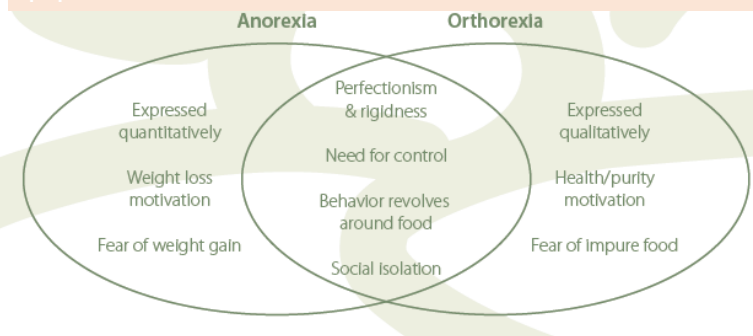 Anorexia
Orthorexia
Expressed
quantitatively
Weight loss
motivation
Fear of weight gain
Perfectionism
& rigidness
Need for control
Behavior revolves
around food
Social isolation
Expressed
qualitatively
Health/purity
motivation
Fear of impure food